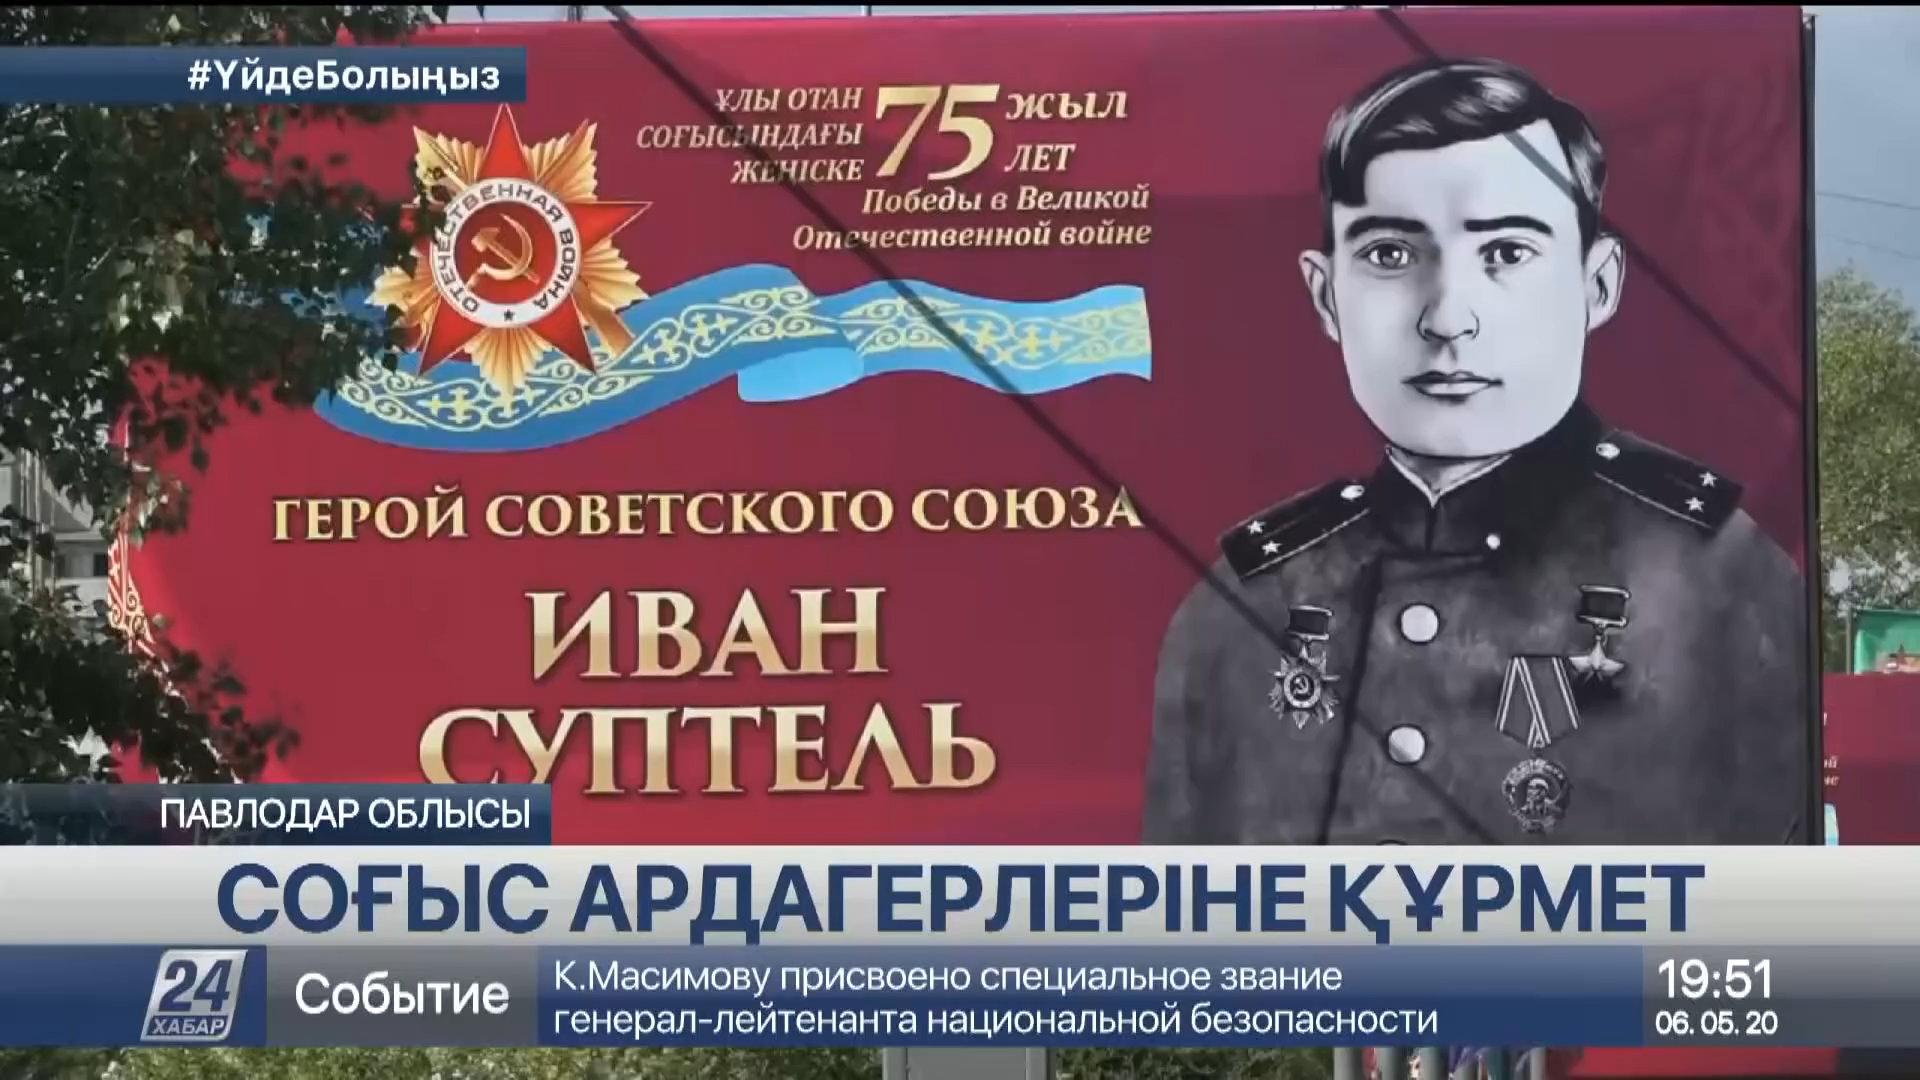 #ҮйдеБолыңыз
ҰЛЫ ОТАН
СОҒЫСЫНДАҒЫ
ЖЕҢІСКЕ
75
жыл
ЛЕТ
Победы в Великой
Отечественной войне
ОТЕЧЕСТВЕННАЯ ВОЙНА
ГЕРОЙ СОВЕТСКОГО СОЮЗА
ИВАН
СУПТЕЛЬ
ПАВЛОДАР ОБЛЫСЫ
СОҒЫС АРДАГЕРЛЕРІНЕ ҚҰРМЕТ
24
ХАБАР
Событие
К.Масимову присвоено специальное звание
генерал-лейтенанта национальной безопасности
19:51
06.05.20